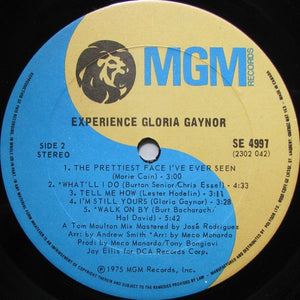 MGM
RECORDS
EXPERIENCE GLORIA GAYNOR
SIDE 2
STEREO
SE 4997
(2302 042)
1. THE PRETTIEST FACE I'VE EVER SEEN
(Marie Cain) • 3:00
2. "WHAT'LL I DO (Burton Senior/Chris Essel) • 4:33
3. TELL ME HOW (Lester Hodelin) • 3:51
4. I'M STILL YOURS (Gloria Gaynor) • 3:23
5. "WALK ON BY (Burt Bacharach/
Hal David) • 5:42
A Tom Moulton Mix Mastered by José Rodriguez
Arr: by Andrew Smith *Arr: by Meco Monardo
Prod: by Meco Monardo/Tony Bongiovi/
Jay Ellis for DCA Records Corp.
℗1975 MGM Records, Inc.